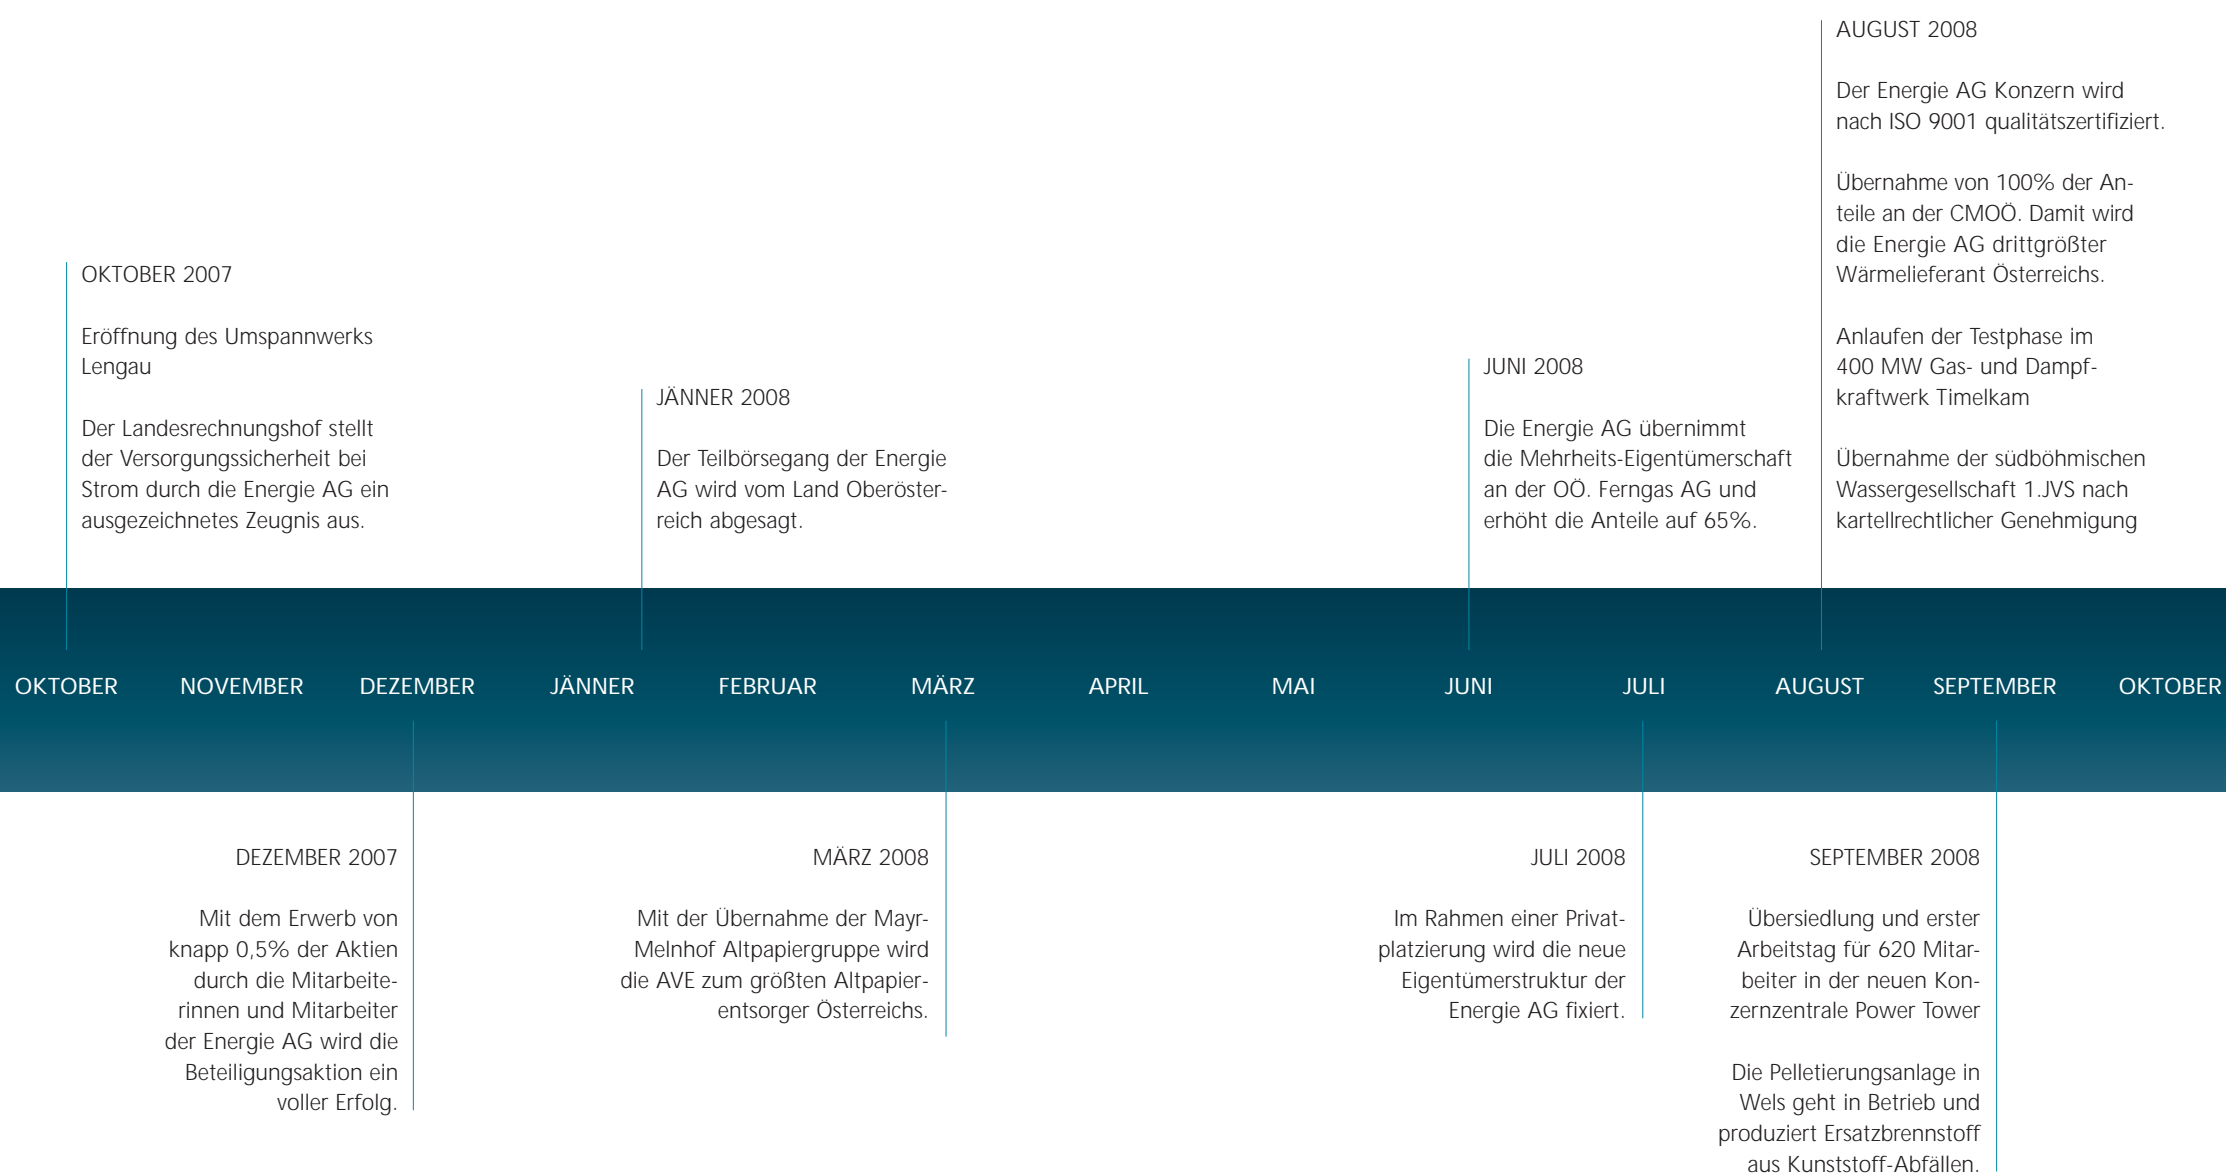 OKTOBER 2007
Eröffnung des Umspannwerks
Lengau
Der Landesrechnungshof stellt
der Versorgungssicherheit bei
Strom durch die Energie AG ein
ausgezeichnetes Zeugnis aus.
JÄNNER 2008
Der Teilbörsegang der Energie
AG wird vom Land Oberöster-
reich abgesagt.
JUNI 2008
Die Energie AG übernimmt
die Mehrheits-Eigentümerschaft
an der OÖ. Ferngas AG und
erhöht die Anteile auf 65%.
AUGUST 2008
Der Energie AG Konzern wird
nach ISO 9001 qualitätszertifiziert.
Übernahme von 100% der An-
teile an der CMOÖ. Damit wird
die Energie AG drittgrößter
Wärmelieferant Österreichs.
Anlaufen der Testphase im
400 MW Gas- und Dampf-
kraftwerk Timelkam
Übernahme der südböhmischen
Wassergesellschaft 1.JVS nach
kartellrechtlicher Genehmigung
OKTOBER NOVEMBER DEZEMBER JÄNNER FEBRUAR MÄRZ APRIL MAI JUNI JULI AUGUST SEPTEMBER OKTOBER
DEZEMBER 2007
Mit dem Erwerb von
knapp 0,5% der Aktien
durch die Mitarbeite-
rinnen und Mitarbeiter
der Energie AG wird die
Beteiligungsaktion ein
voller Erfolg.
MÄRZ 2008
Mit der Übernahme der Mayr-
Melnhof Altpapiergruppe wird
die AVE zum größten Altpapier-
entsorger Österreichs.
JULI 2008
Im Rahmen einer Privat-
platzierung wird die neue
Eigentümerstruktur der
Energie AG fixiert.
SEPTEMBER 2008
Übersiedlung und erster
Arbeitstag für 620 Mitar-
beiter in der neuen Kon-
zernzentrale Power Tower
Die Pelletierungsanlage in
Wels geht in Betrieb und
produziert Ersatzbrennstoff
aus Kunststoff-Abfällen.